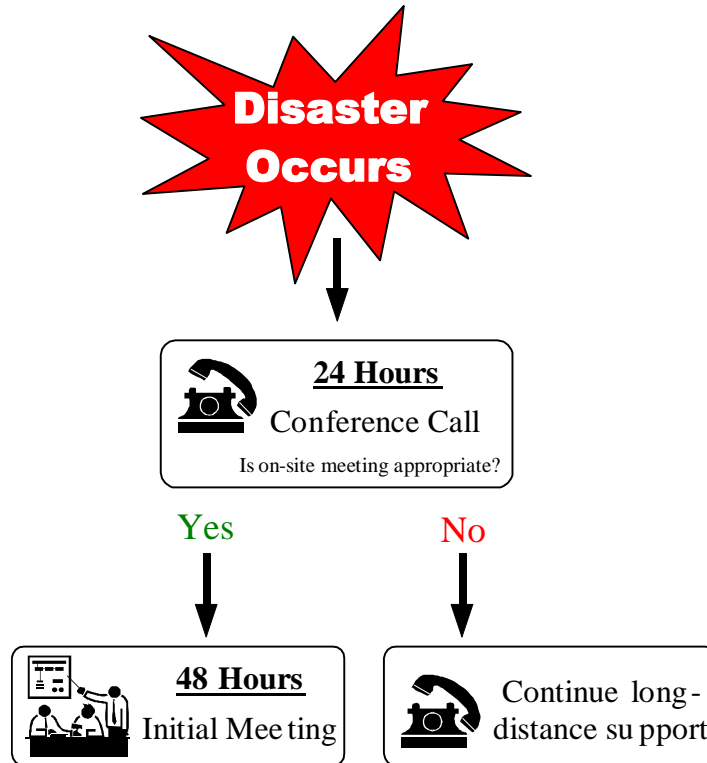 Disaster
Occurs
24 Hours
Conference Call
Is on-site meeting appropriate?
Yes
No
48 Hours
Initial Meeting
Continue long-
distance support